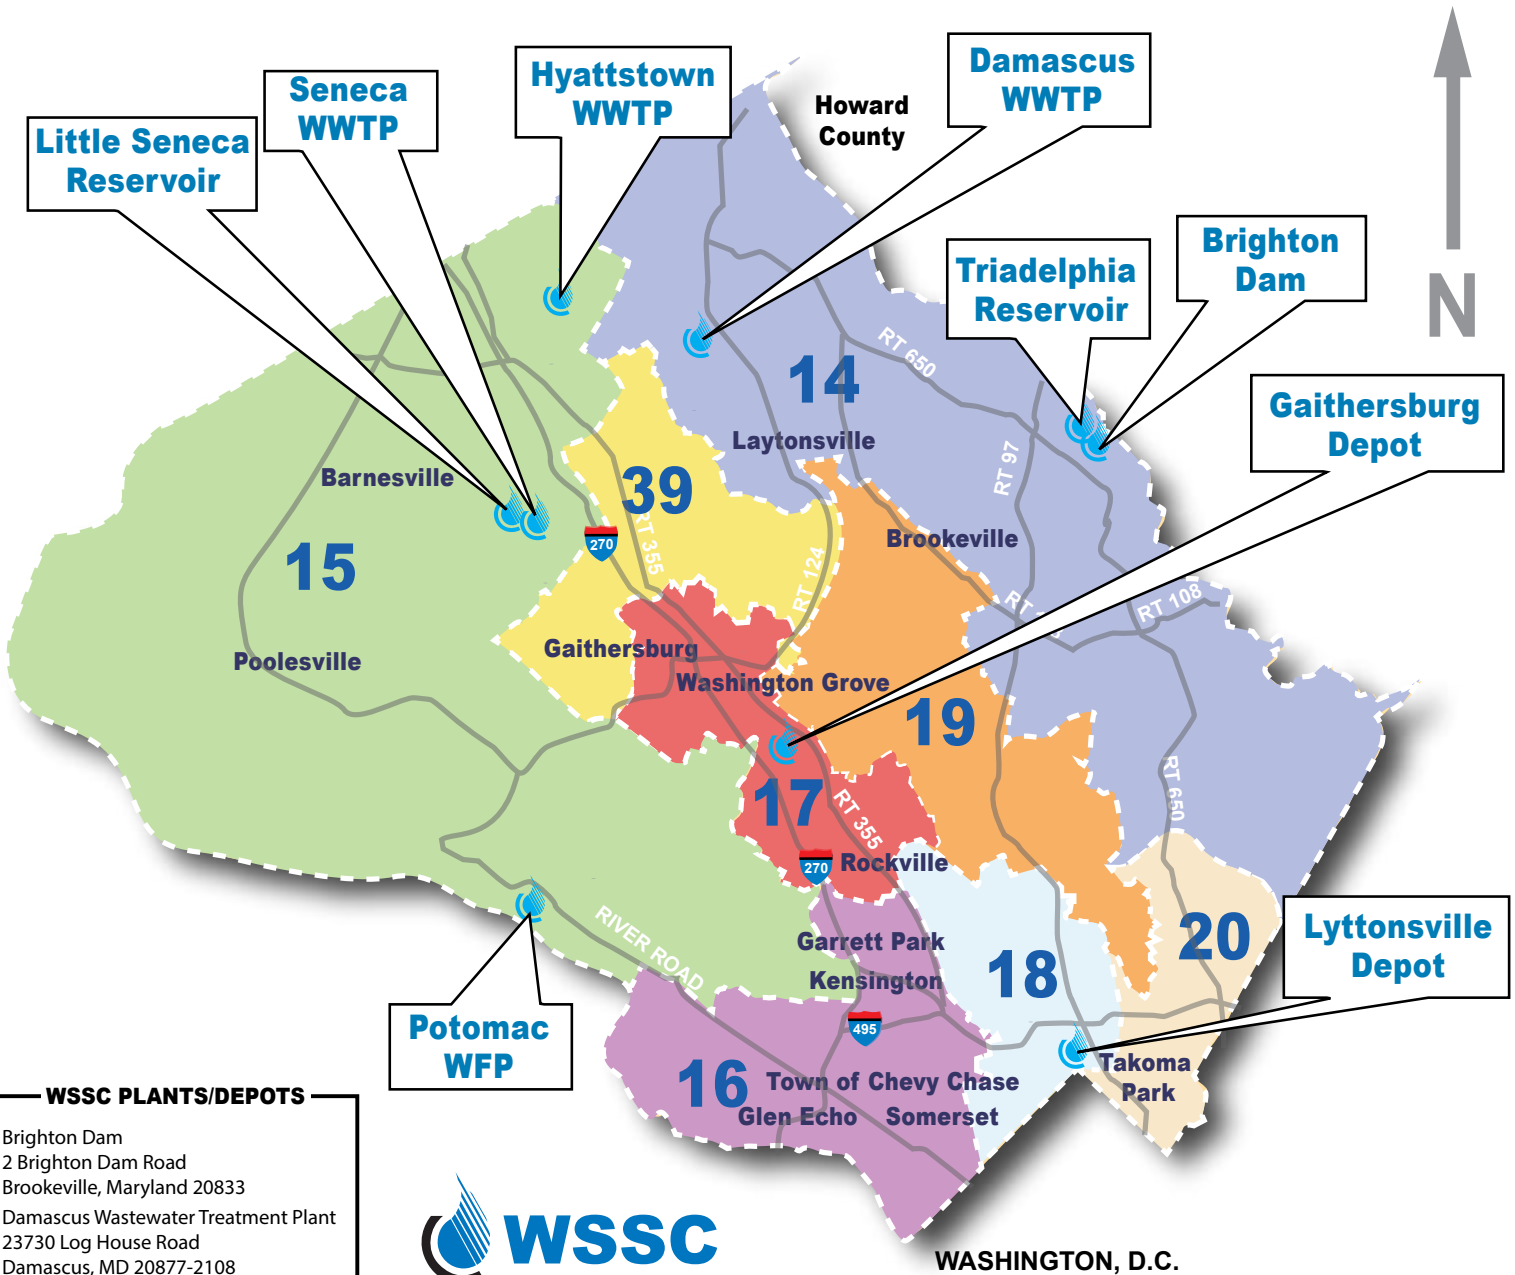 Howard
County
Damascus
WWTP
Hyattstown
WWTP
Seneca
WWTP
Little Seneca
Reservoir
Brighton
Dam
Triadelphia
Reservoir
N
Gaithersburg
Depot
RT 650
14
Laytonsville
RT 97
39
Barnesville
RT 355
270
Brookeville
15
RT 124
RT 108
RT
Gaithersburg
Poolesville
Washington Grove
19
17
RT 355
RT 650
270
Rockville
RIVER ROAD
Garrett Park
Kensington
18
20
Lyttonsville
Depot
495
Potomac
WFP
16
Town of Chevy Chase
Glen Echo
Somerset
Takoma
Park
WSSC PLANTS/DEPOTS
Brighton Dam
2 Brighton Dam Road
Brookeville, Maryland 20833
Damascus Wastewater Treatment Plant
23730 Log House Road
Damascus, MD 20877-2108
WSSC
WASHINGTON, D.C.